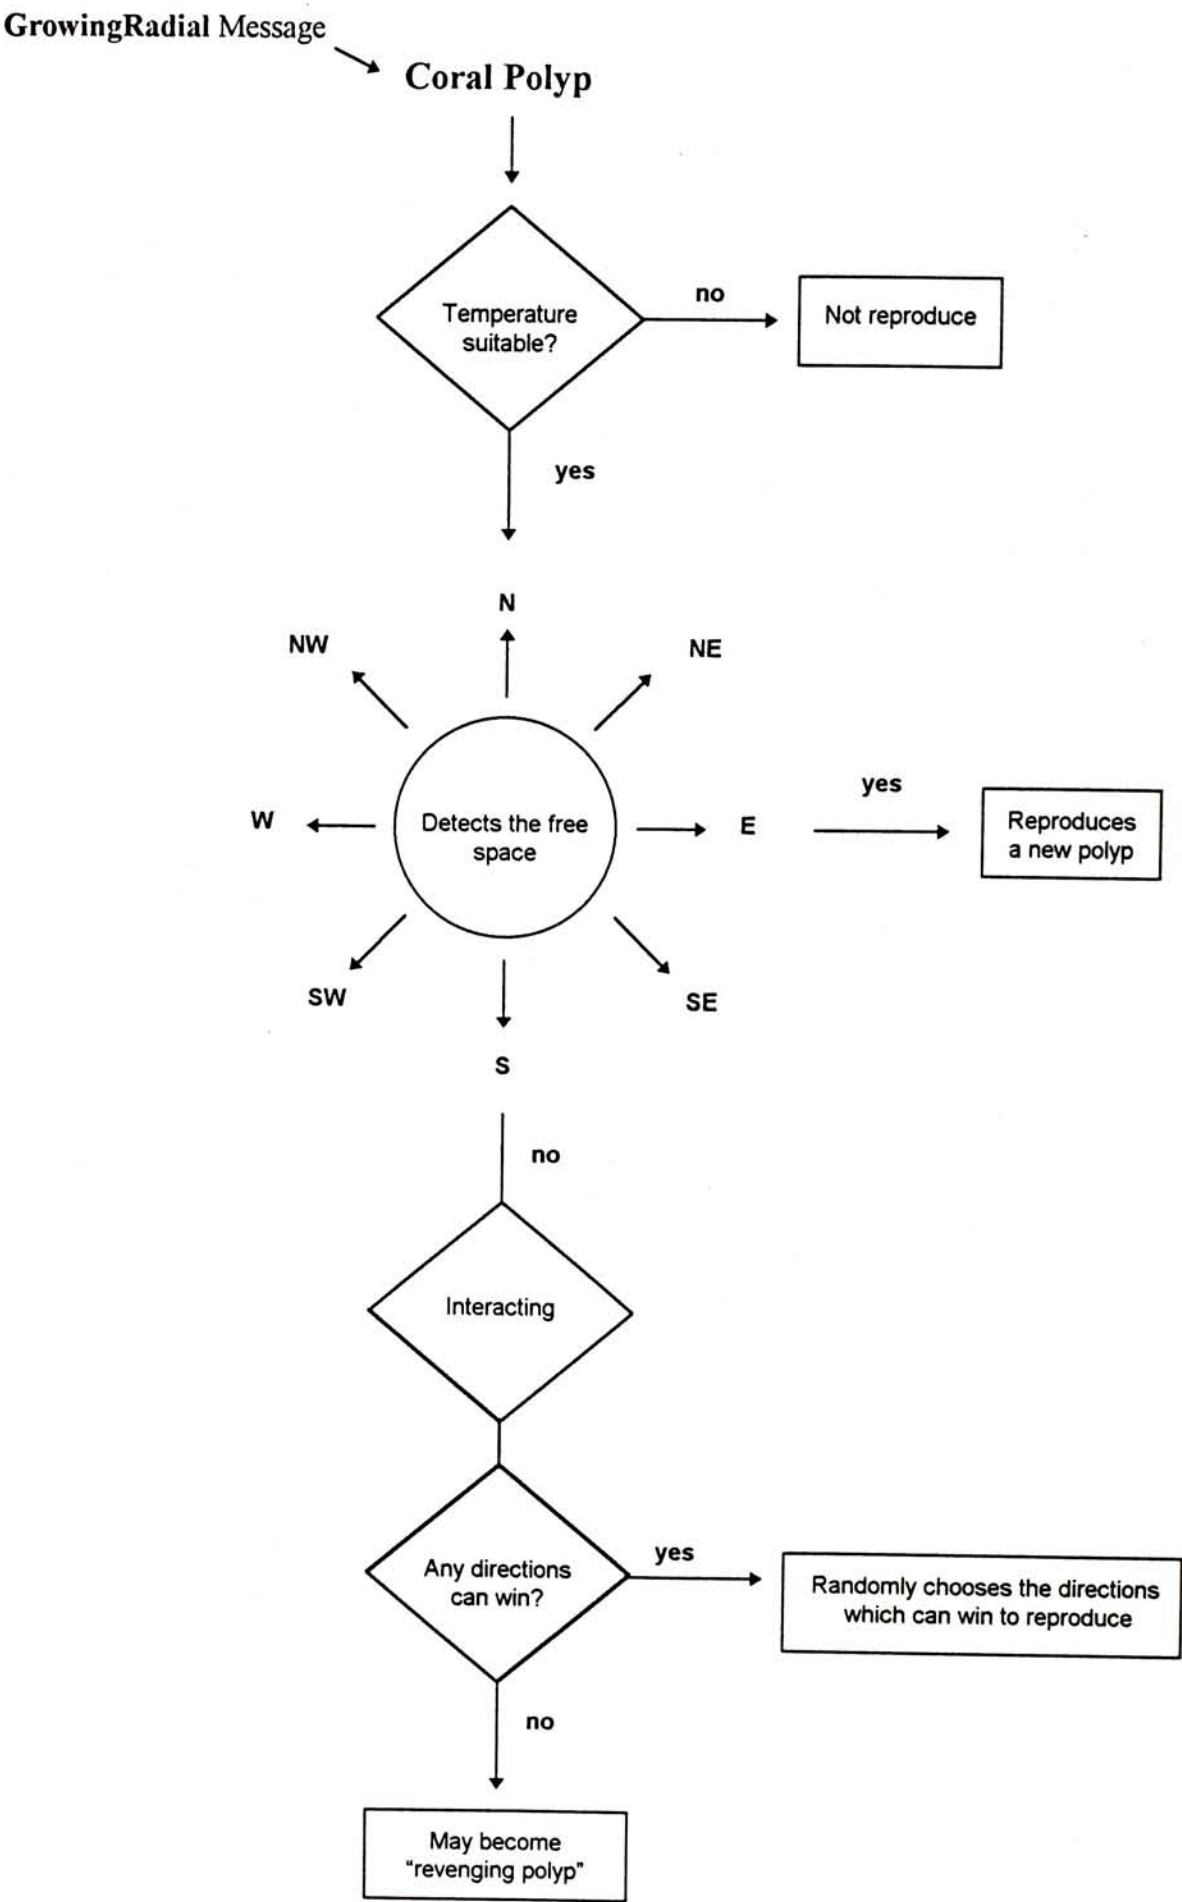 GrowingRadial Message
Coral Polyp
Temperature
suitable?
no
Not reproduce
yes
N
NW
NE
W
Detects the free
space
E
yes
Reproduces
a new polyp
SW
SE
S
no
Interacting
Any directions
can win?
yes
Randomly chooses the directions
which can win to reproduce
no
May become
“revenging polyp”